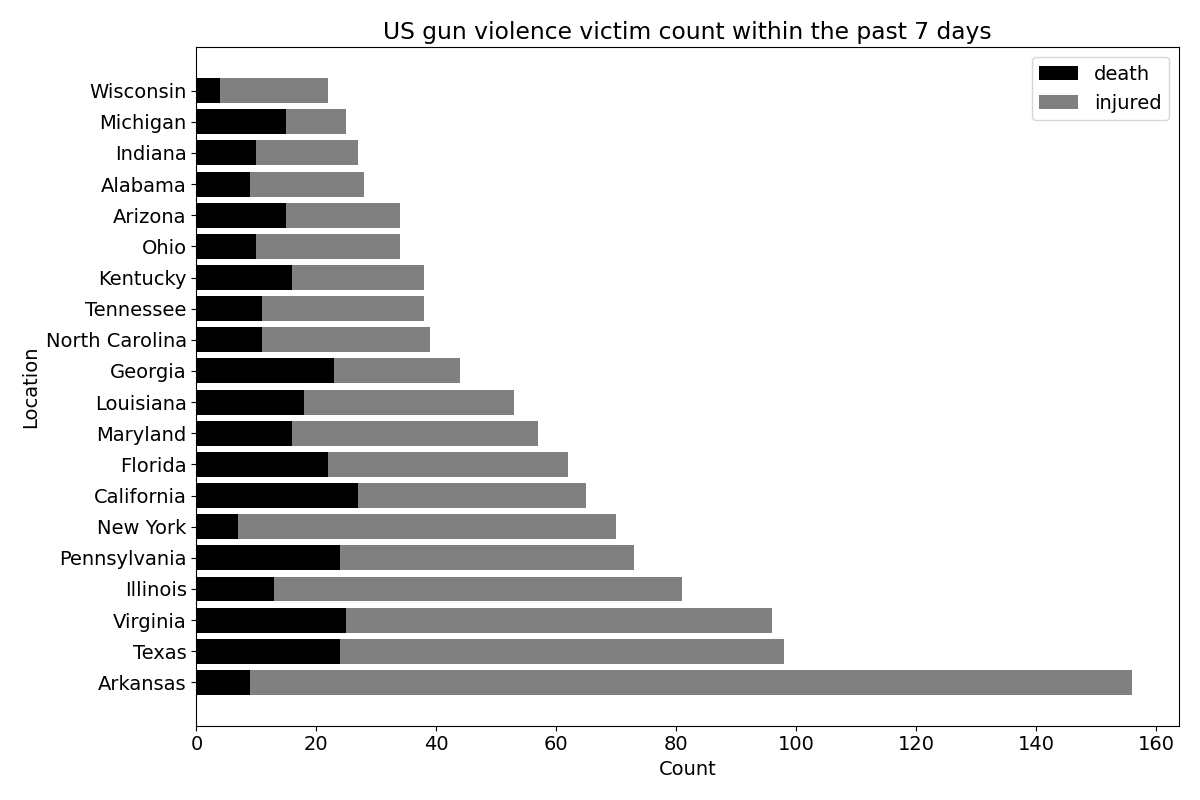 US gun violence victim count within the past 7 days
death
injured
Wisconsin
Michigan
Indiana
Alabama
Arizona
Ohio
Kentucky
Tennessee
North Carolina
Georgia
Louisiana
Maryland
Florida
California
New York
Pennsylvania
Illinois
Virginia
Texas
Arkansas
Location
0 20 40 60 80 100 120 140 160
Count